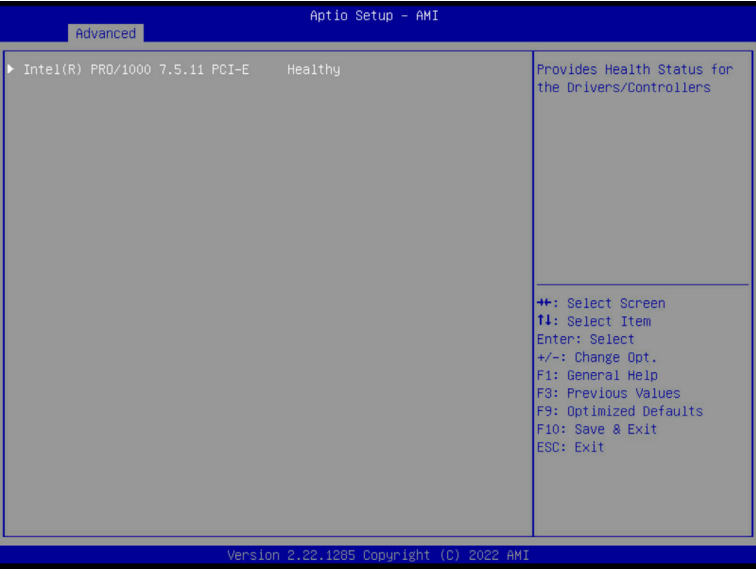 Aptio Setup - AMI
Advanced
Intel(R) PRO/1000 7.5.11 PCI-E Healthy
Provides Health Status for
the Drivers/Controllers
→←: Select Screen
↑↓: Select Item
Enter: Select
+/-: Change Opt.
F1: General Help
F3: Previous Values
F9: Optimized Defaults
F10: Save & Exit
ESC: Exit
Version 2.22.1285 Copyright (C) 2022 AMI